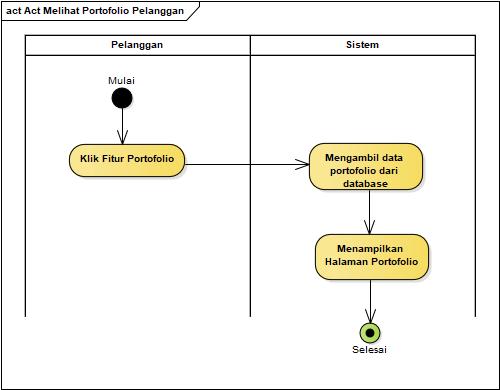 act Act Melihat Portofolio Pelanggan
Pelanggan
Sistem
Mulai
Klik Fitur Portofolio
Mengambil data
portofolio dari
database
Menampilkan
Halaman Portofolio
Selesai